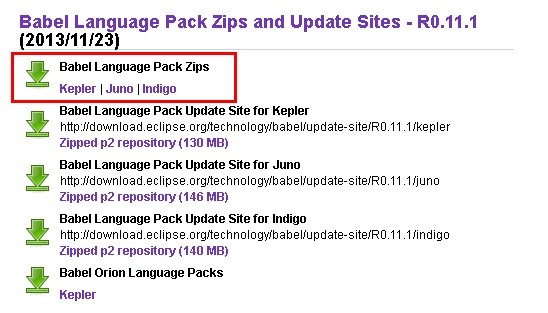 Babel Language Pack Zips and Update Sites - R0.11.1
(2013/11/23)
Babel Language Pack Zips
Kepler | Juno | Indigo
Babel Language Pack Update Site for Kepler
http://download.eclipse.org/technology/babel/update-site/R0.11.1/kepler
Zipped p2 repository (130 MB)
Babel Language Pack Update Site for Juno
http://download.eclipse.org/technology/babel/update-site/R0.11.1/juno
Zipped p2 repository (146 MB)
Babel Language Pack Update Site for Indigo
http://download.eclipse.org/technology/babel/update-site/R0.11.1/indigo
Zipped p2 repository (140 MB)
Babel Orion Language Packs
Kepler